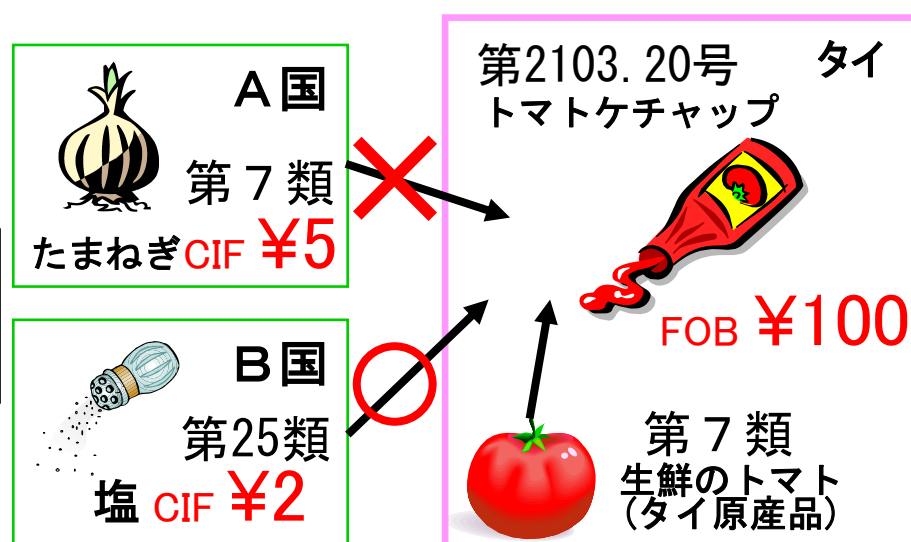 A国
第7類
たまねぎCIF ¥5
B国
第25類
塩 CIF ¥2
第2103.20号 タイ
トマトケチャップ
FOB ¥100
第7類
生鮮のトマト
(タイ原産品)